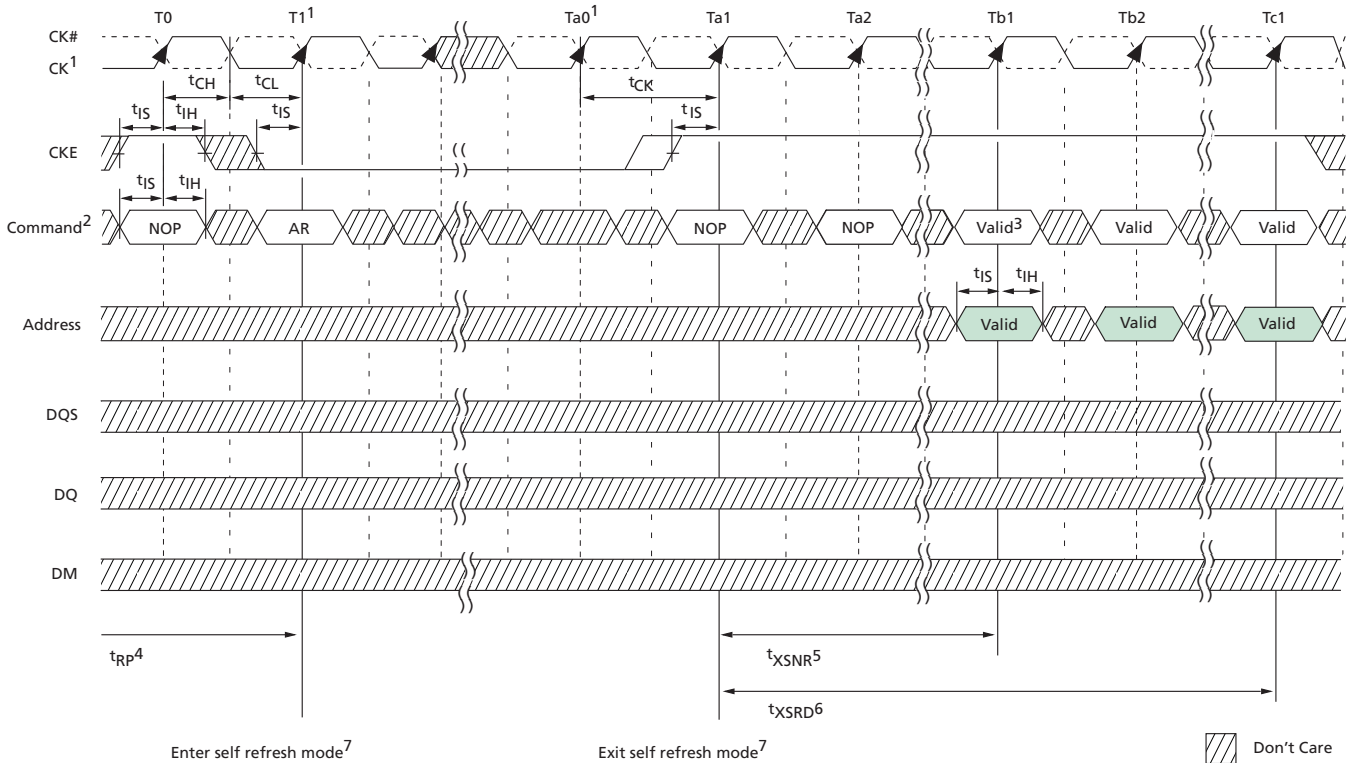 T0 T1¹ Ta0¹ Ta1 Ta2 Tb1 Tb2 Tc1
CK#
CK¹
tCH tCL tCK
tIS tIH tIS tIS
CKE
tIS tIH
Command² NOP AR NOP NOP Valid³ Valid Valid
tIS tIH
Address Valid Valid Valid
DQS
DQ
DM
tRP⁴ tXSNR⁵
tXSRD⁶
Enter self refresh mode⁷ Exit self refresh mode⁷ Don't Care